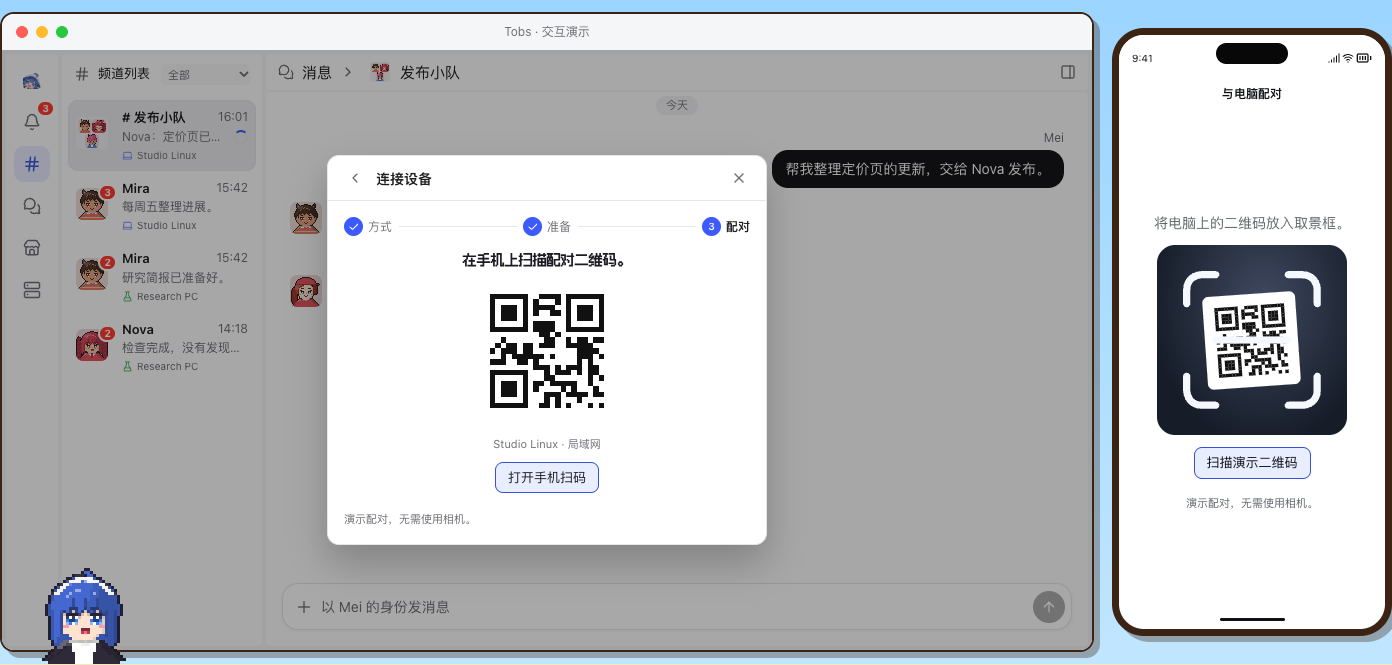 Tobs · 交互演示
3
频道列表
全部
# 发布小队
16:01
Nova：定价页已…
Studio Linux
3
Mira
15:42
每周五整理进展。
Studio Linux
2
Mira
15:42
研究简报已准备好。
Research PC
2
Nova
14:18
检查完成，没有发现…
Research PC
消息
发布小队
今天
Mei
帮我整理定价页的更新，交给 Nova 发布。
连接设备
方式
准备
3 配对
在手机上扫描配对二维码。
Studio Linux · 局域网
打开手机扫码
演示配对，无需使用相机。
以 Mei 的身份发消息
9:41
与电脑配对
将电脑上的二维码放入取景框。
扫描演示二维码
演示配对，无需使用相机。